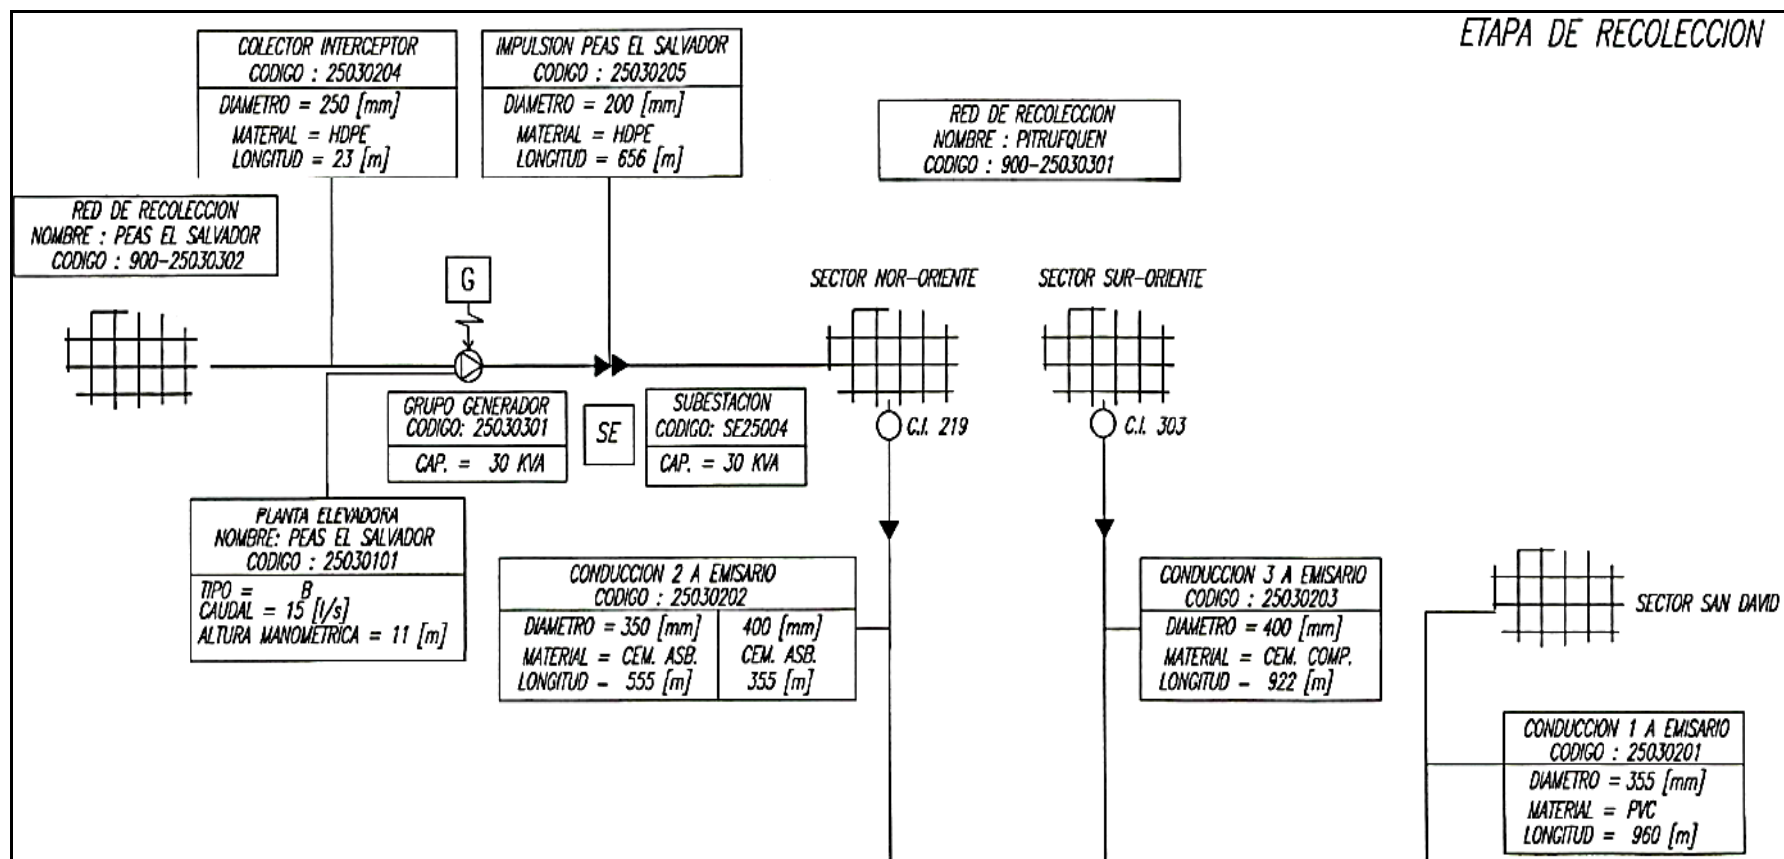 ETAPA DE RECOLECCION
COLECTOR INTERCEPTOR
CODIGO : 25030204
DIAMETRO = 250 [mm]
MATERIAL = HDPE
LONGITUD = 23 [m]
IMPULSION PEAS EL SALVADOR
CODIGO : 25030205
DIAMETRO = 200 [mm]
MATERIAL = HDPE
LONGITUD = 656 [m]
RED DE RECOLECCION
NOMBRE : PITRUFQUEN
CODIGO : 900-25030301
RED DE RECOLECCION
NOMBRE : PEAS EL SALVADOR
CODIGO : 900-25030302
G
SECTOR NOR-ORIENTE
SECTOR SUR-ORIENTE
GRUPO GENERADOR
CODIGO: 25030301
CAP. = 30 KVA
SE
SUBESTACION
CODIGO: SE25004
CAP. = 30 KVA
C.I. 219
C.I. 303
PLANTA ELEVADORA
NOMBRE: PEAS EL SALVADOR
CODIGO : 25030101
TIPO = B
CAUDAL = 15 [l/s]
ALTURA MANOMETRICA = 11 [m]
CONDUCCION 2 A EMISARIO
CODIGO : 25030202
DIAMETRO = 350 [mm] 400 [mm]
MATERIAL = CEM. ASB. CEM. ASB.
LONGITUD - 555 [m] 355 [m]
CONDUCCION 3 A EMISARIO
CODIGO : 25030203
DIAMETRO = 400 [mm]
MATERIAL = CEM. COMP.
LONGITUD - 922 [m]
SECTOR SAN DAVID
CONDUCCION 1 A EMISARIO
CODIGO : 25030201
DIAMETRO = 355 [mm]
MATERIAL = PVC
LONGITUD = 960 [m]